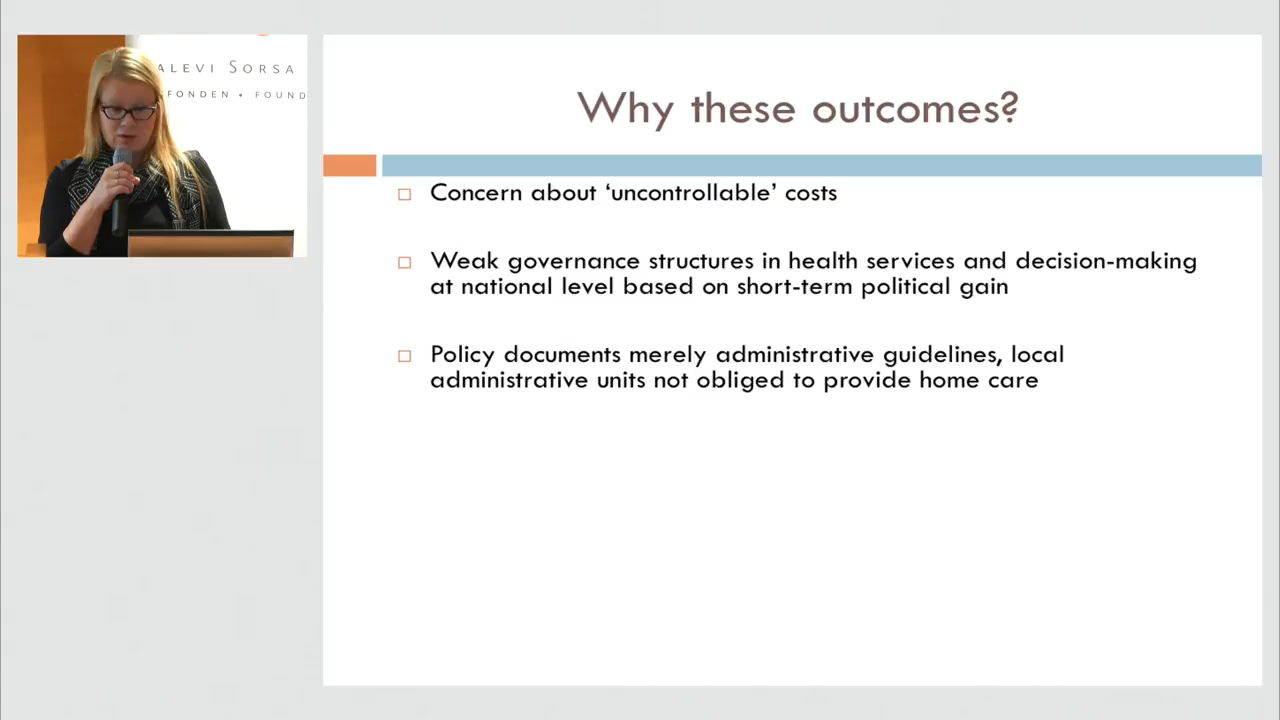 ALEVI SORSA
FONDEN • FOUND
Why these outcomes?
Concern about ‘uncontrollable’ costs
Weak governance structures in health services and decision-making
at national level based on short-term political gain
Policy documents merely administrative guidelines, local
administrative units not obliged to provide home care